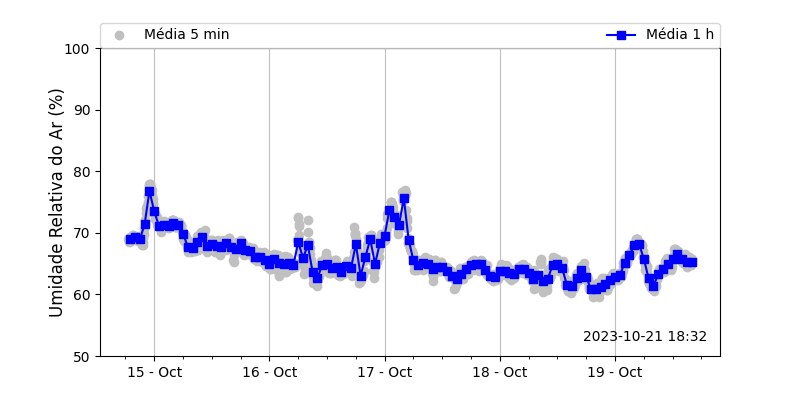 Média 5 min
Média 1 h
Umidade Relativa do Ar (%)
100
90
80
70
60
50
2023-10-21 18:32
15 - Oct
16 - Oct
17 - Oct
18 - Oct
19 - Oct